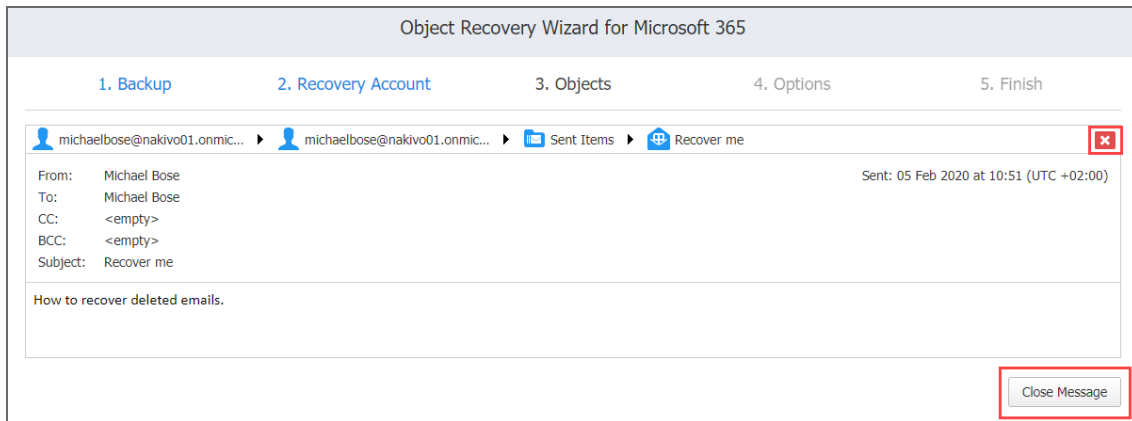 Object Recovery Wizard for Microsoft 365
1. Backup 2. Recovery Account 3. Objects 4. Options 5. Finish
michaelbose@nakivo01.onmic... michaelbose@nakivo01.onmic... Sent Items Recover me
From: Michael Bose Sent: 05 Feb 2020 at 10:51 (UTC +02:00)
To: Michael Bose
CC: <empty>
BCC: <empty>
Subject: Recover me
How to recover deleted emails.
Close Message